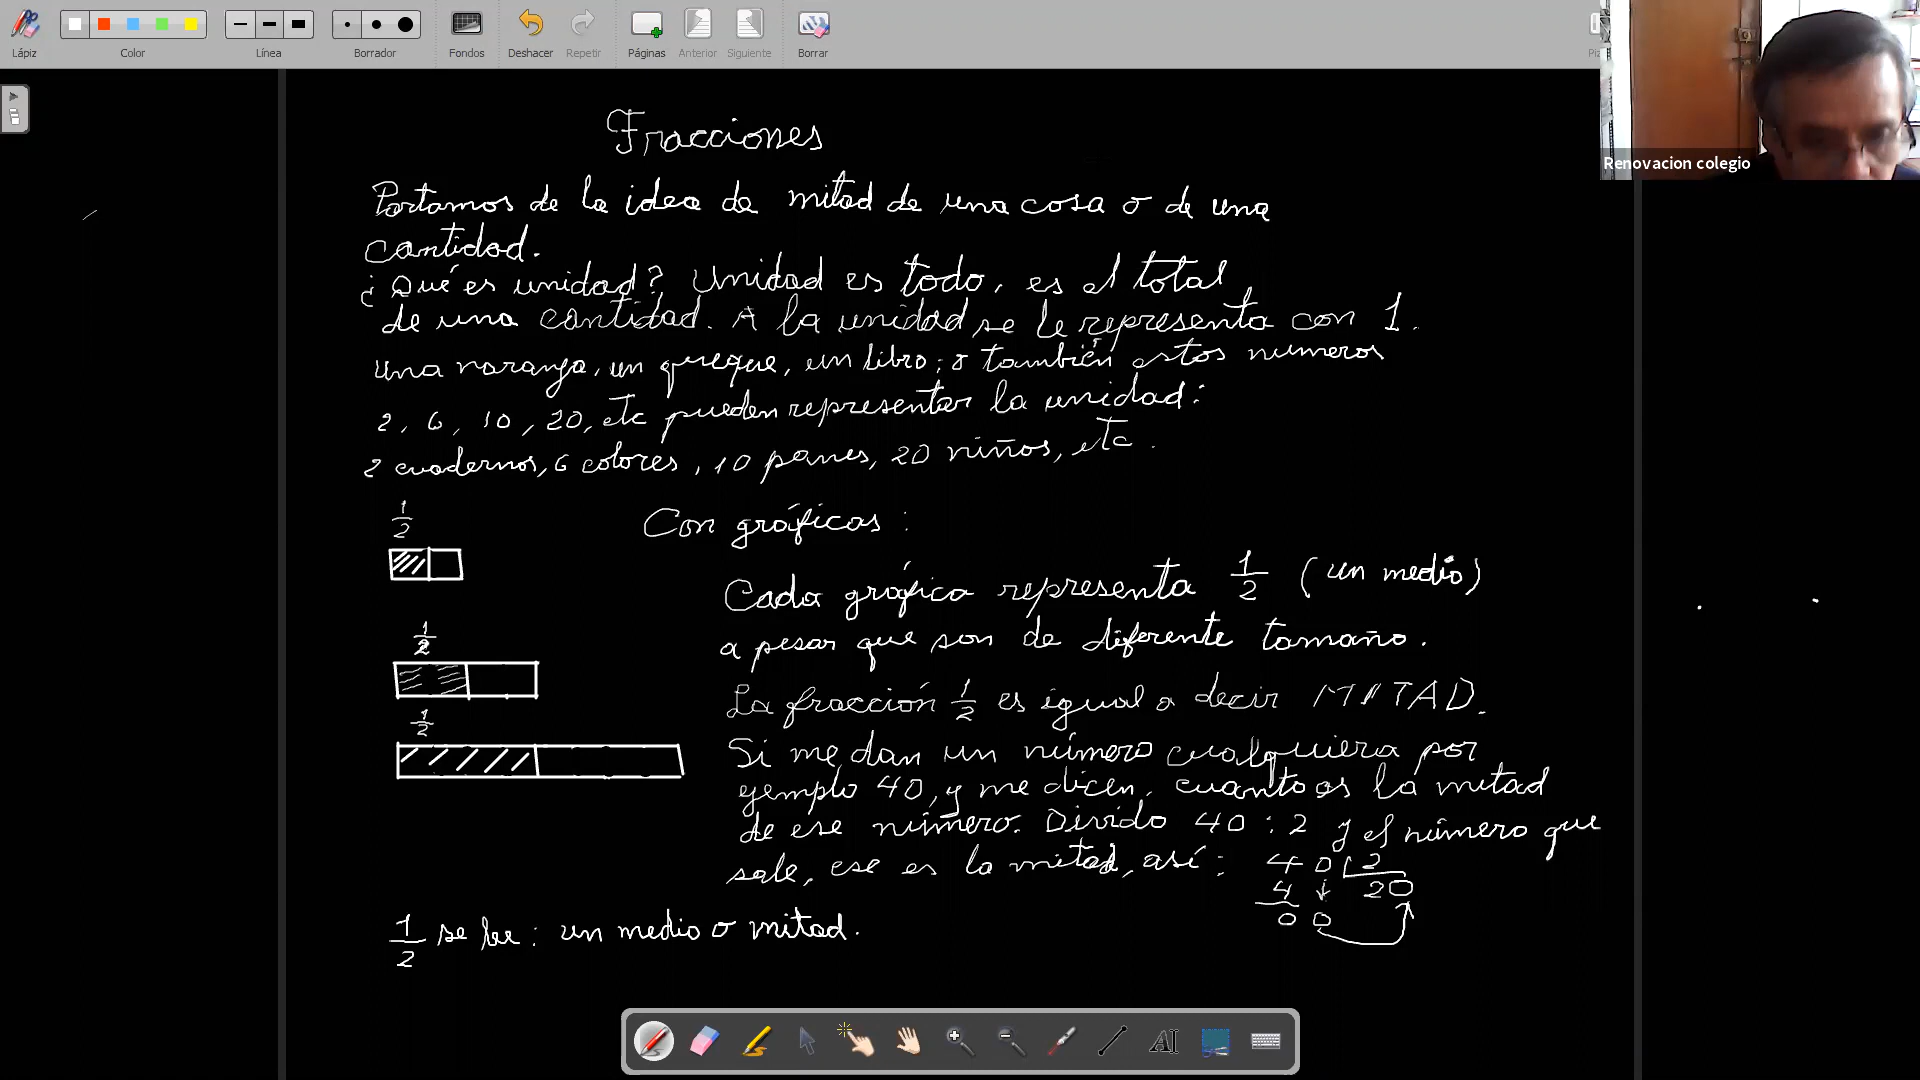 Lápiz Color Línea Borrador Fondos Deshacer Repetir Páginas Anterior Siguiente Borrar
Renovacion colegio
Fracciones
Partamos de la idea de mitad de una cosa o de una
cantidad.
¿Qué es unidad? Unidad es todo, es el total
de una cantidad. A la unidad se le representa con 1.
una naranja, un queque, un libro; o también estos numeros
2, 6, 10, 20, etc pueden representar la unidad:
2 cuadernos, 6 colores, 10 panes, 20 niños, etc.
1/2
Con gráficas:
Cada gráfica representa 1/2 (un medio)
1/2
a pesar que son de diferente tamaño.
1/2
La fracción 1/2 es igual a decir MITAD.
Si me dan un número cualquiera por
ejemplo 40, y me dicen, cuanto es la mitad
de ese número. Divido 40 : 2 y el número que
sale, ese es la mitad, así: 40 | 2
4 20
0 0
1/2 se lee: un medio o mitad.